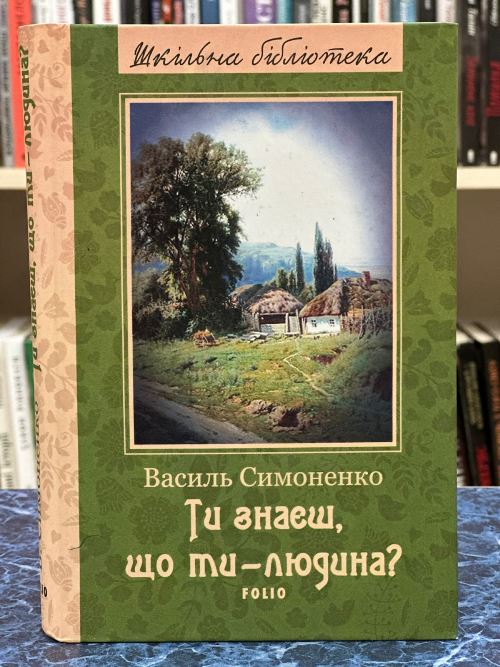 Шкільна бібліотека
Василь Симоненко
Ти знаєш,
що ти–людина?
FOLIO
Ти знаєш, що ти–людина?